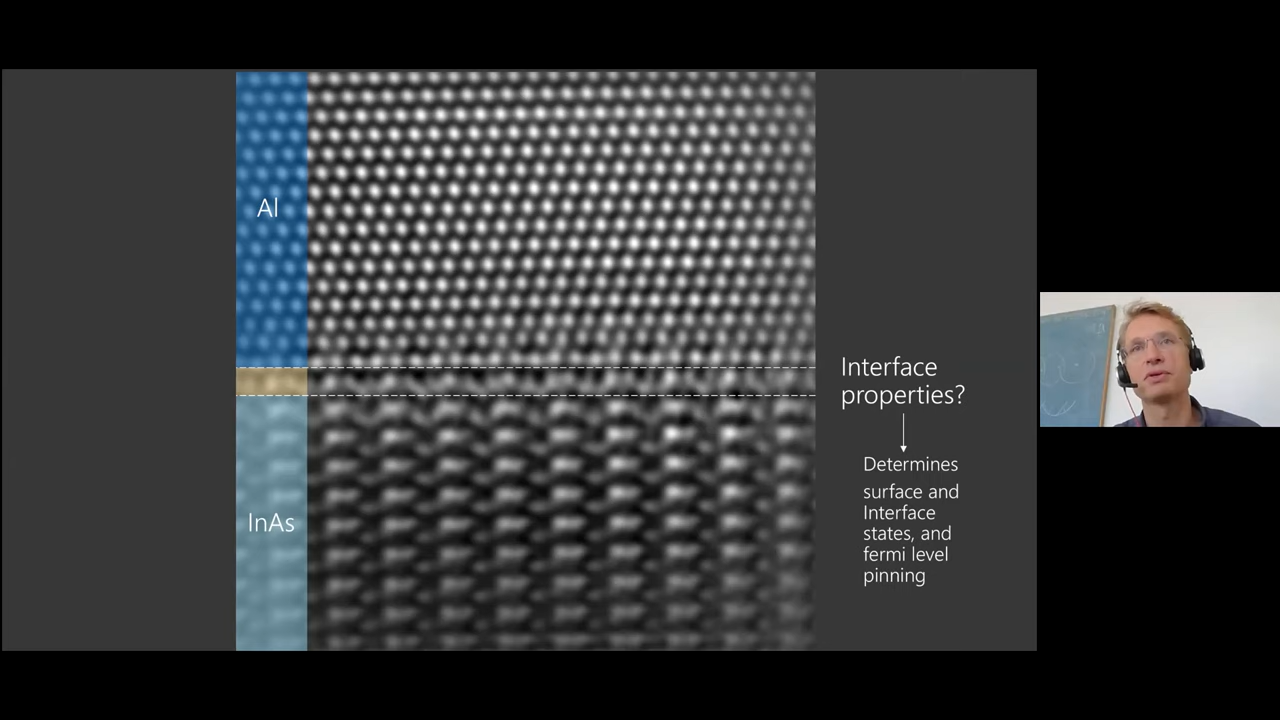 Al
InAs
Interface
properties?
Determines
surface and
Interface
states, and
fermi level
pinning